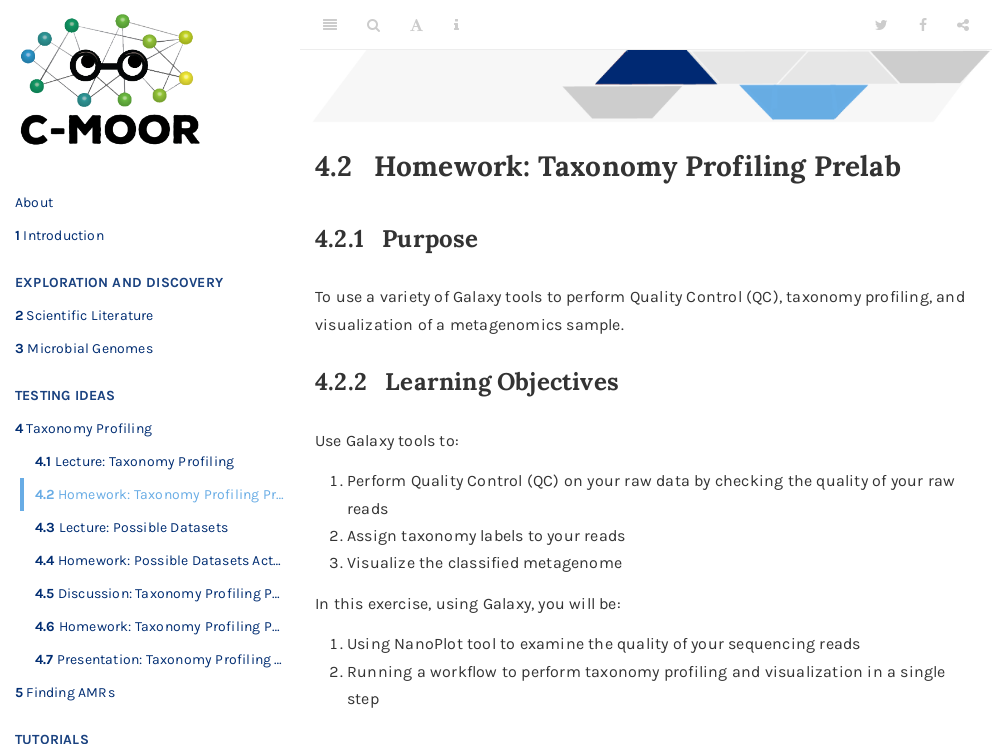 C-MOOR
About
1 Introduction
EXPLORATION AND DISCOVERY
2 Scientific Literature
3 Microbial Genomes
TESTING IDEAS
4 Taxonomy Profiling
4.1 Lecture: Taxonomy Profiling
4.2 Homework: Taxonomy Profiling Pr…
4.3 Lecture: Possible Datasets
4.4 Homework: Possible Datasets Act…
4.5 Discussion: Taxonomy Profiling P…
4.6 Homework: Taxonomy Profiling P…
4.7 Presentation: Taxonomy Profiling …
5 Finding AMRs
TUTORIALS
4.2 Homework: Taxonomy Profiling Prelab
4.2.1 Purpose
To use a variety of Galaxy tools to perform Quality Control (QC), taxonomy profiling, and
visualization of a metagenomics sample.
4.2.2 Learning Objectives
Use Galaxy tools to:
1. Perform Quality Control (QC) on your raw data by checking the quality of your raw
reads
2. Assign taxonomy labels to your reads
3. Visualize the classified metagenome
In this exercise, using Galaxy, you will be:
1. Using NanoPlot tool to examine the quality of your sequencing reads
2. Running a workflow to perform taxonomy profiling and visualization in a single
step